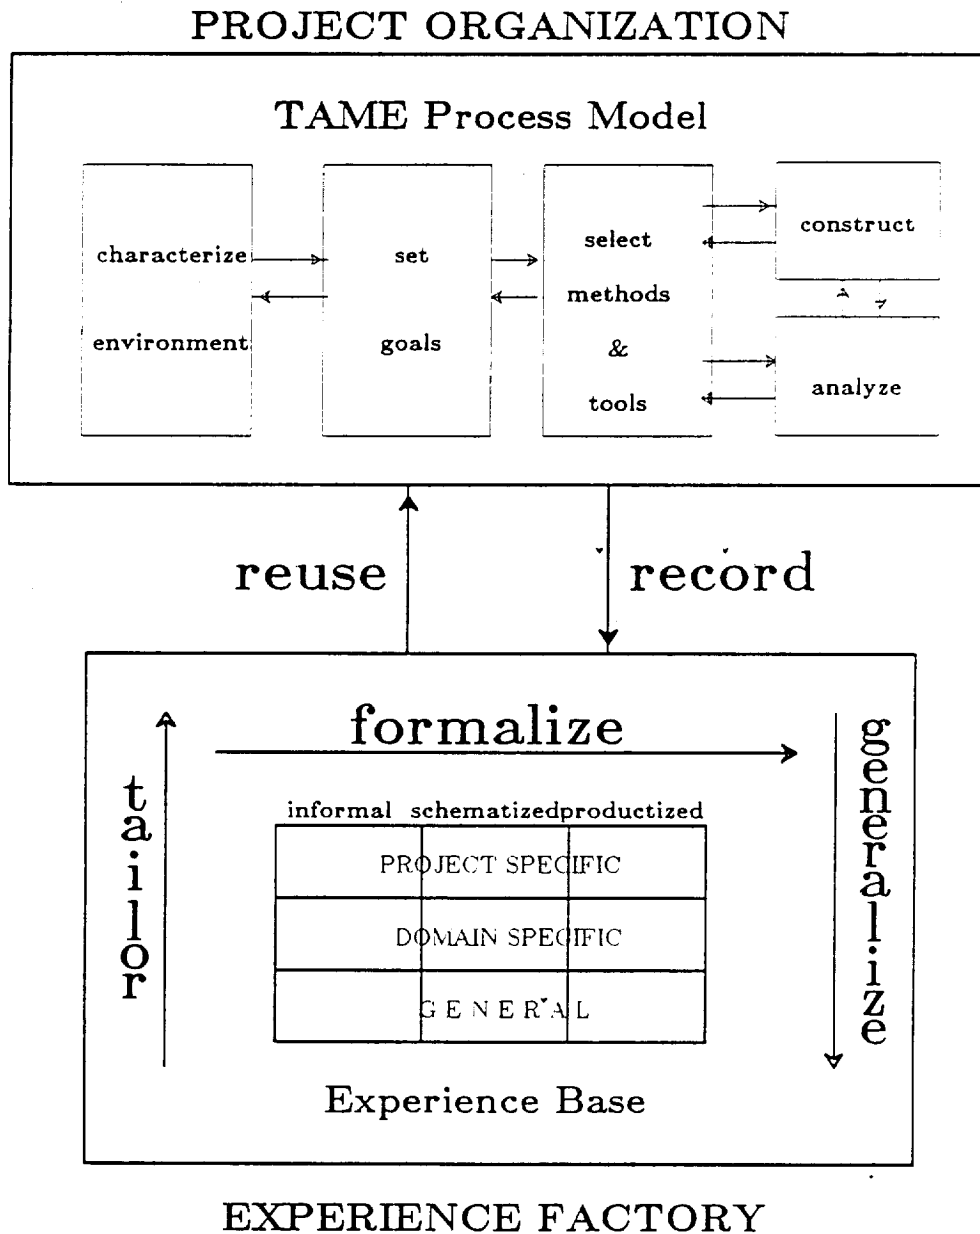 PROJECT ORGANIZATION
TAME Process Model
characterize
environment
set
goals
select
methods
&
tools
construct
analyze
reuse
record
formalize
tailor
generalize
informal schematized productized
PROJECT SPECIFIC
DOMAIN SPECIFIC
G E N E R A L
Experience Base
EXPERIENCE FACTORY